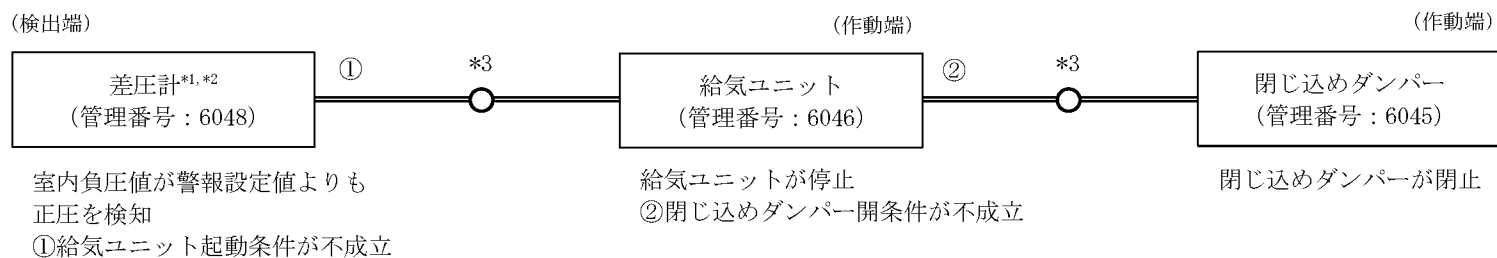 (検出端)
(作動端)
(作動端)
差圧計*1,*2
(管理番号：6048)
①
*3
給気ユニット
(管理番号：6046)
②
*3
閉じ込めダンパー
(管理番号：6045)
室内負圧値が警報設定値よりも
正圧を検知
①給気ユニット起動条件が不成立
給気ユニットが停止
②閉じ込めダンパー開条件が不成立
閉じ込めダンパーが閉止